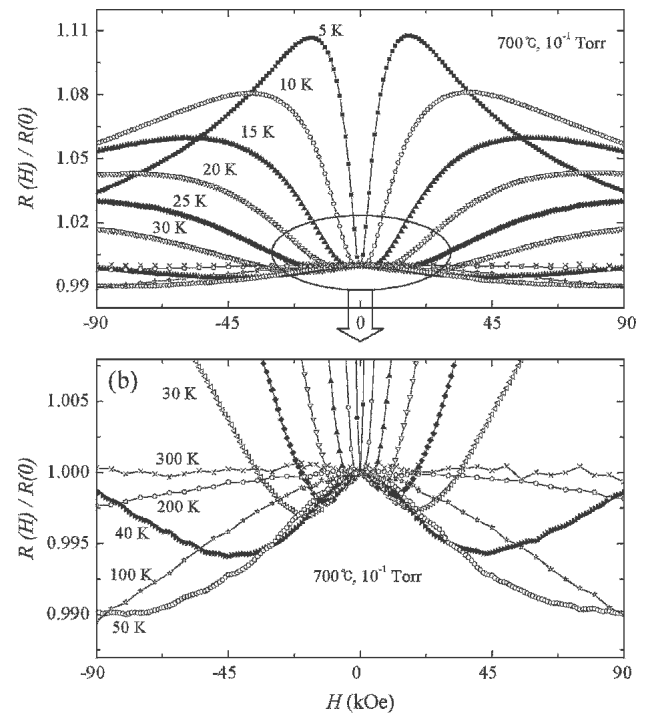 1.11
1.08
1.05
1.02
0.99
R (H) / R(0)
5 K
700℃, 10⁻¹ Torr
10 K
15 K
20 K
25 K
30 K
-90
-45
0
45
90
(b)
1.005
1.000
0.995
0.990
R (H) / R(0)
30 K
300 K
200 K
40 K
100 K
50 K
700℃, 10⁻¹ Torr
-90
-45
0
45
90
H (kOe)